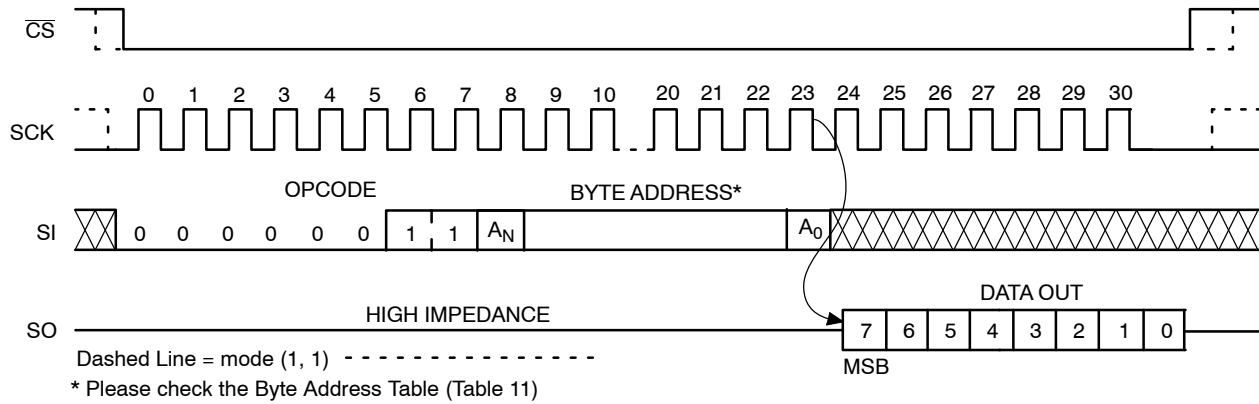 CS
0 1 2 3 4 5 6 7 8 9 10 20 21 22 23 24 25 26 27 28 29 30
SCK
OPCODE BYTE ADDRESS*
SI 0 0 0 0 0 0 1 1 AN A0
DATA OUT
HIGH IMPEDANCE
SO 7 6 5 4 3 2 1 0
Dashed Line = mode (1, 1) - - - - - - - - - - - - - -
MSB
* Please check the Byte Address Table (Table 11)